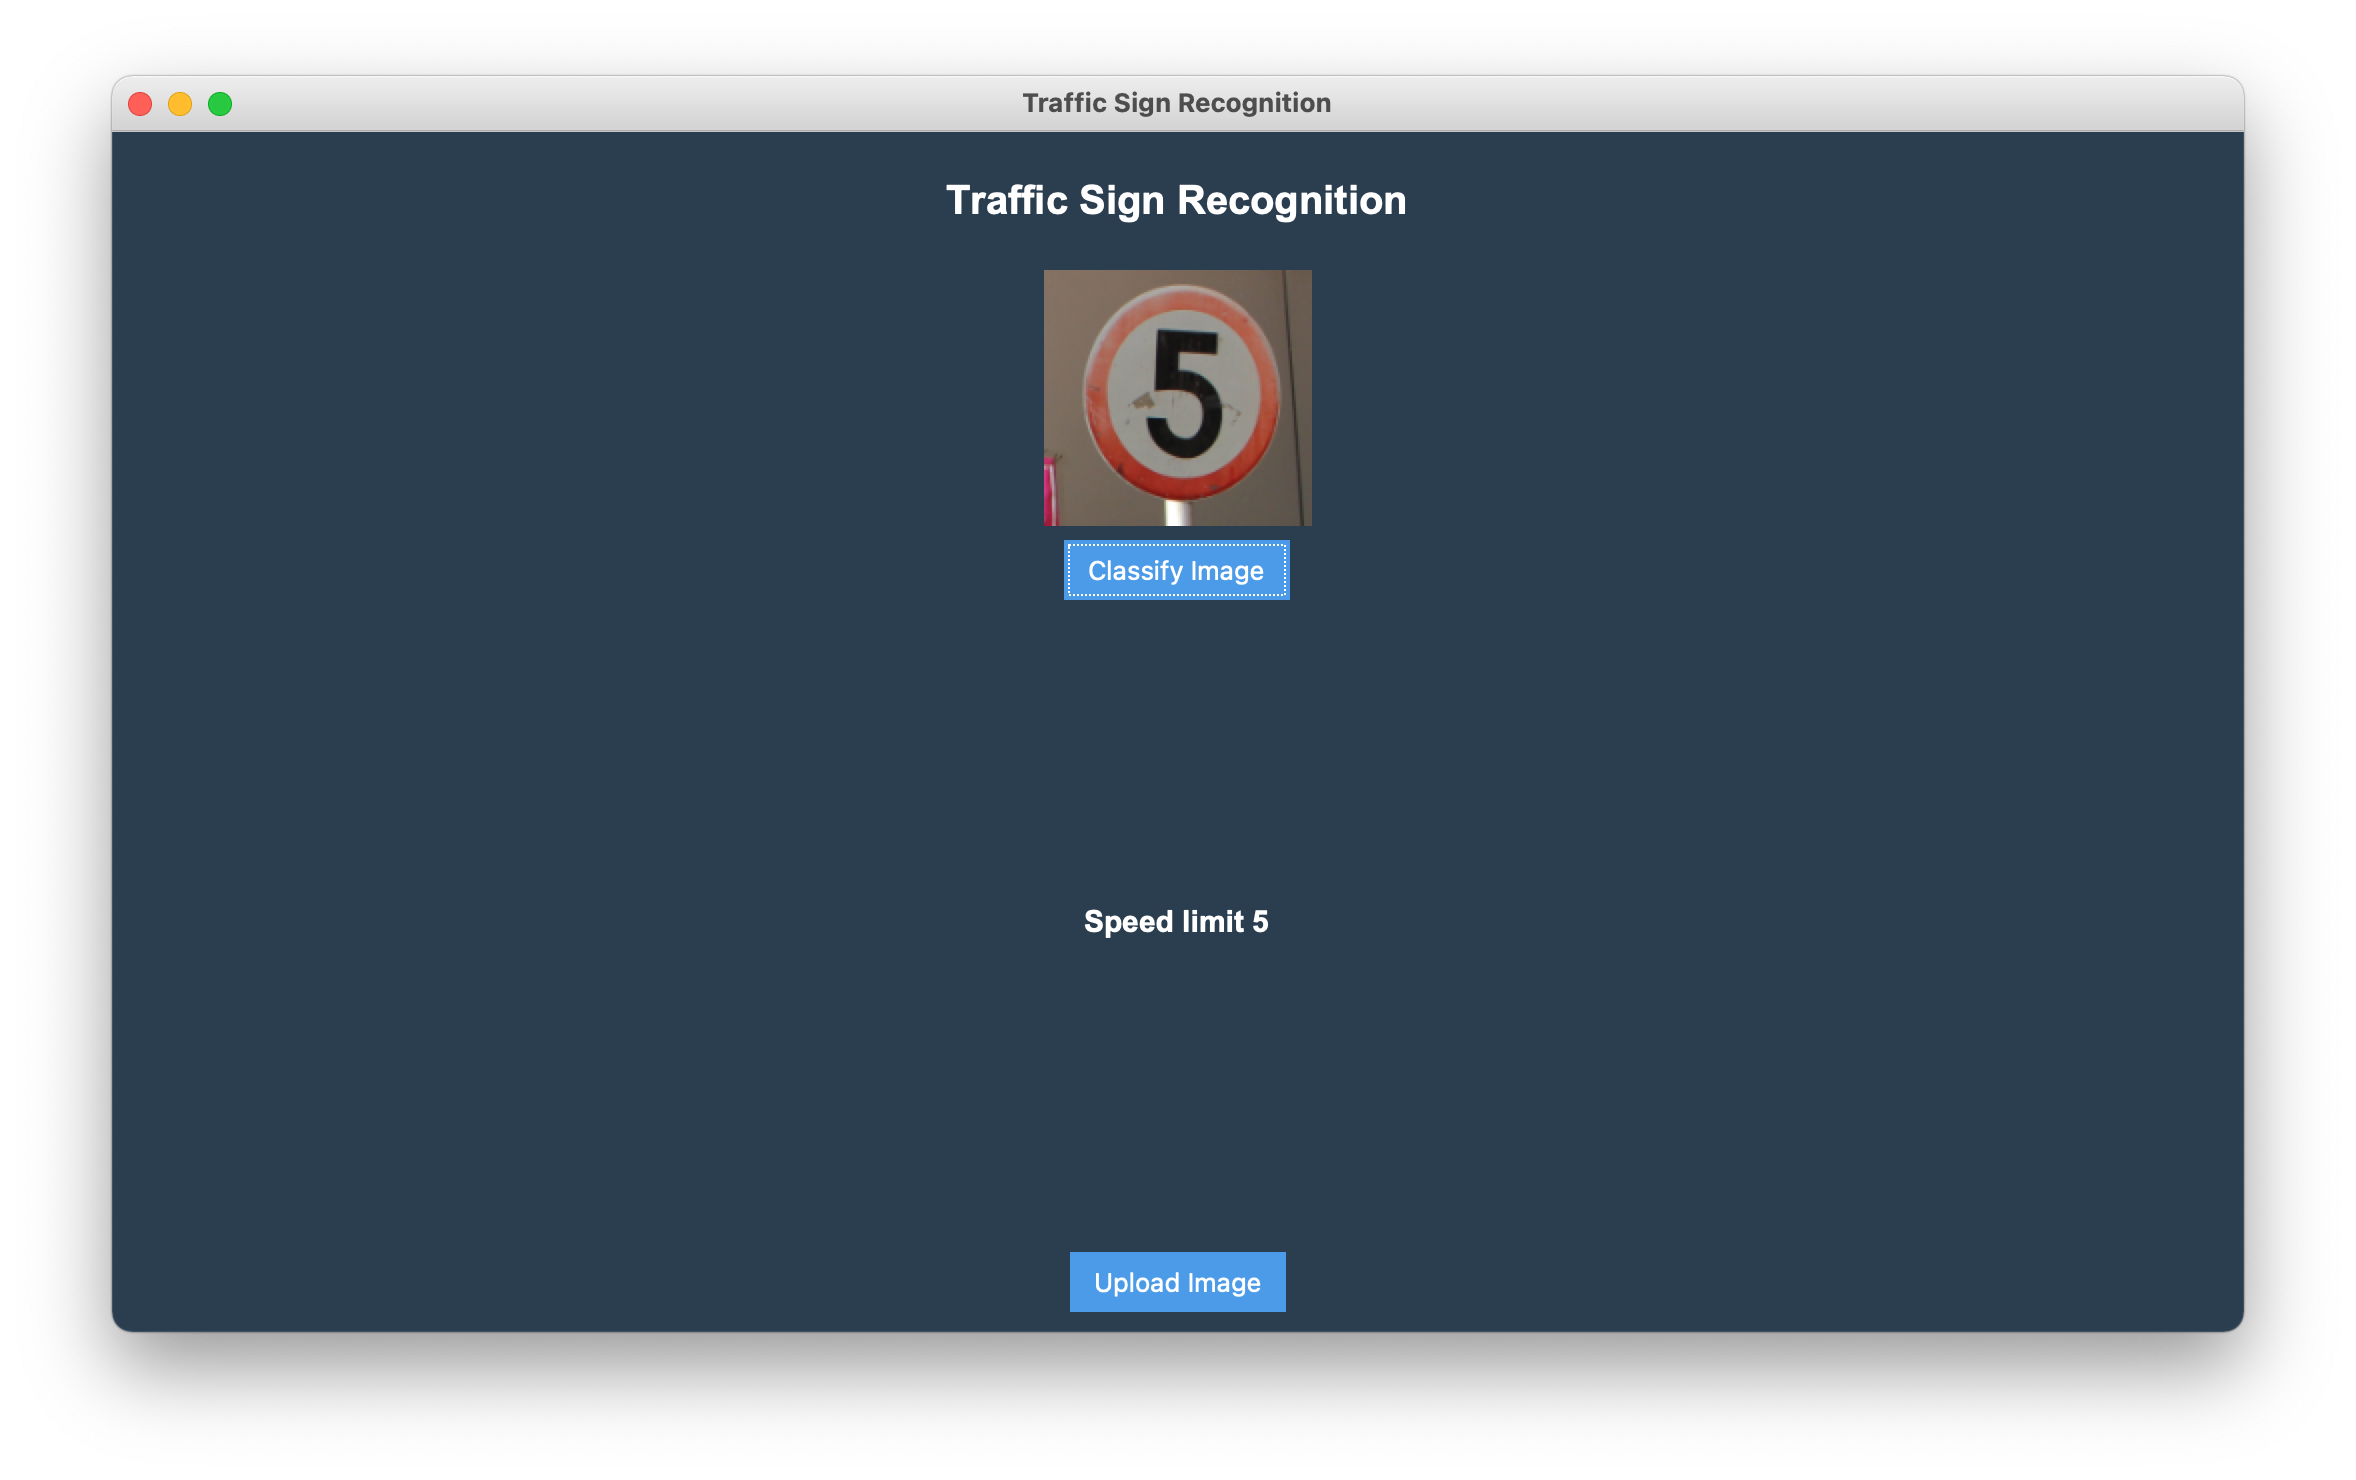 Traffic Sign Recognition
Traffic Sign Recognition
5
Classify Image
Speed limit 5
Upload Image